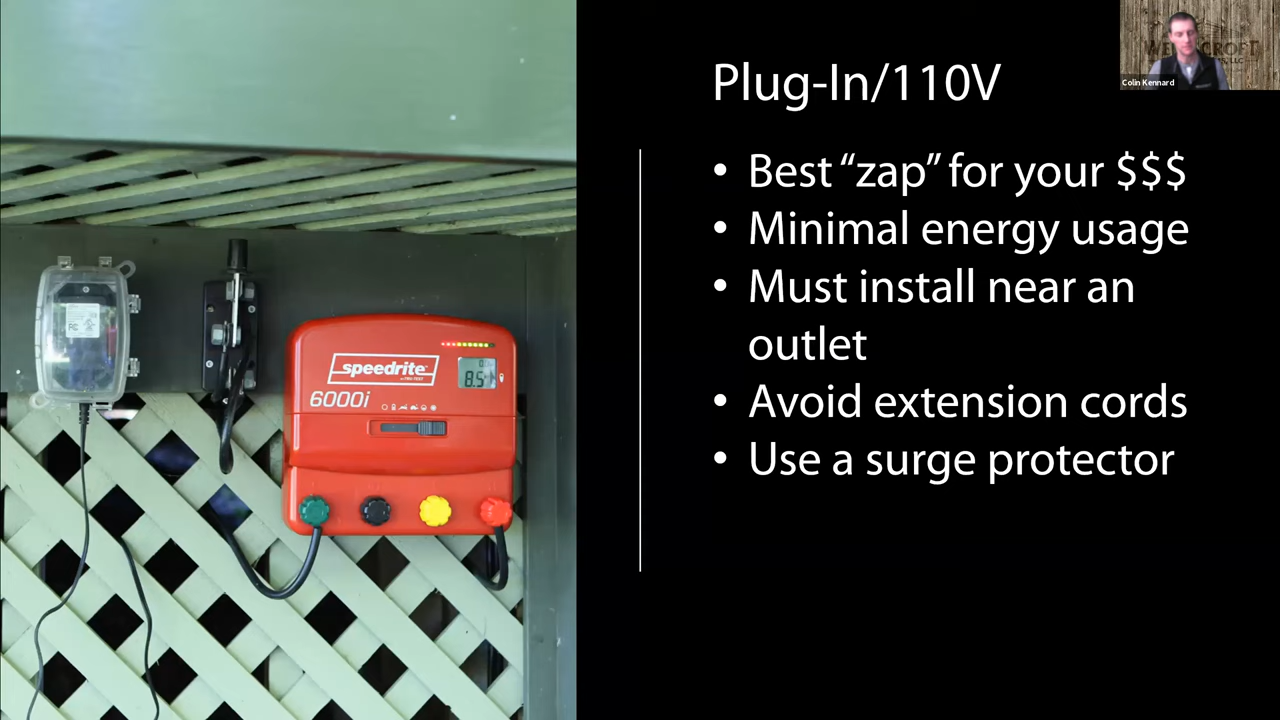 Plug-In/110V
• Best “zap” for your $$$
• Minimal energy usage
• Must install near an
outlet
• Avoid extension cords
• Use a surge protector
speedrite
6000i
8.5
Colin Kennard